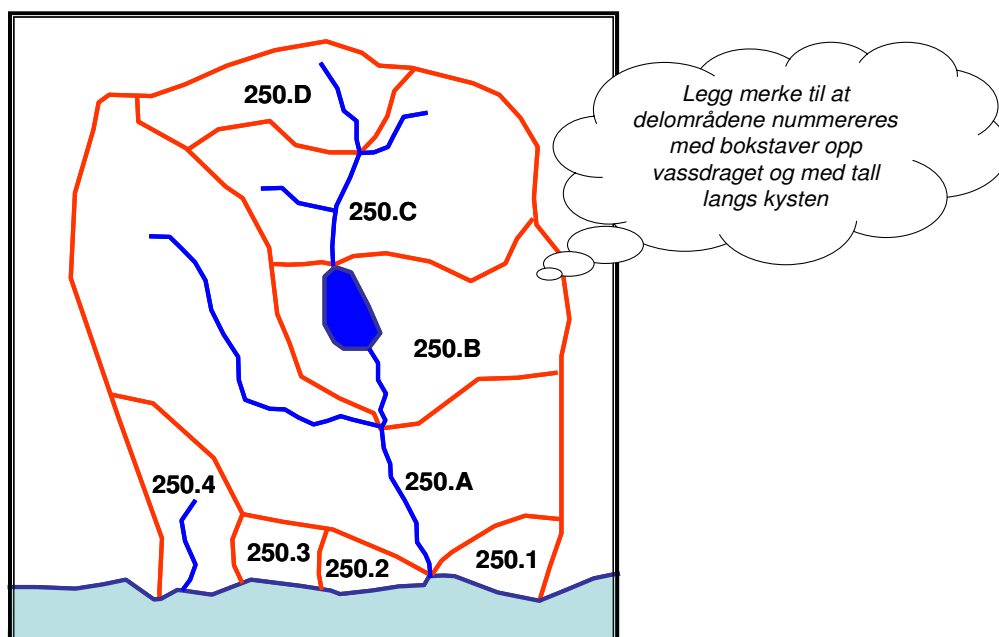 250.D
Legg merke til at
delområdene nummereres
med bokstaver opp
vassdraget og med tall
langs kysten
250.C
250.B
250.A
250.4
250.3
250.2
250.1